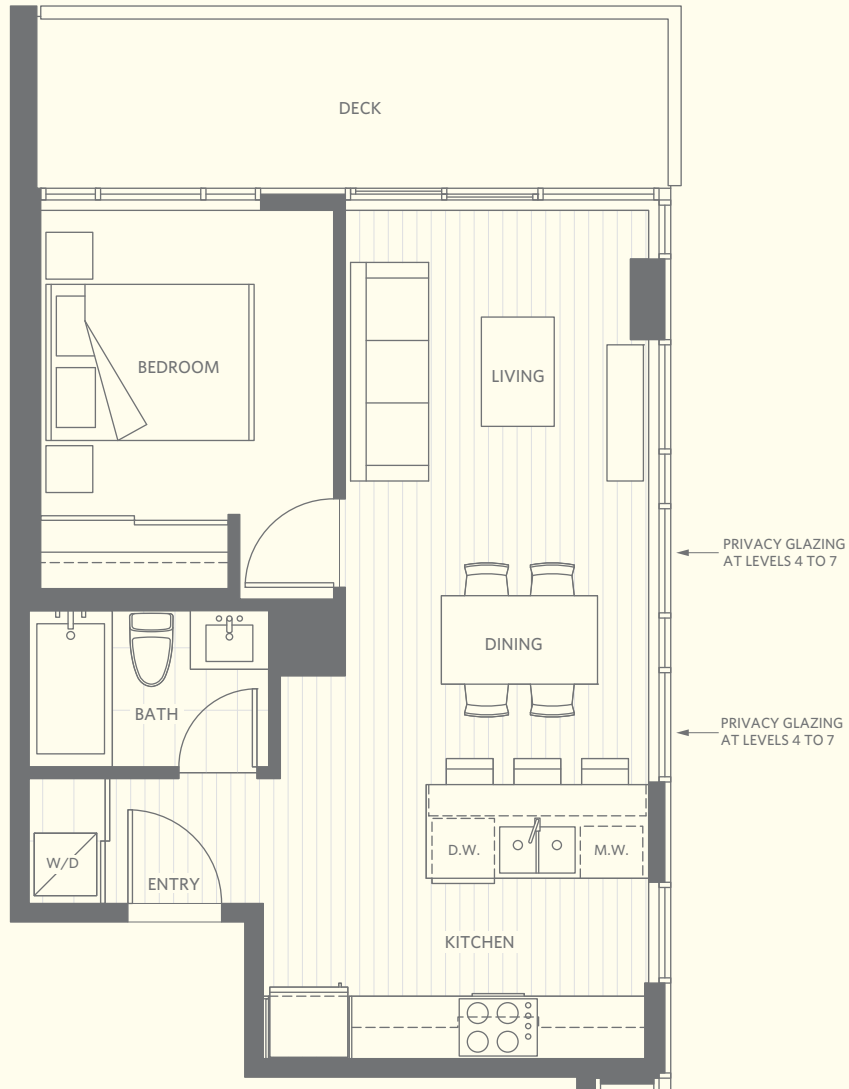 DECK
BEDROOM
LIVING
PRIVACY GLAZING
AT LEVELS 4 TO 7
DINING
BATH
PRIVACY GLAZING
AT LEVELS 4 TO 7
D.W.
M.W.
W/D
ENTRY
KITCHEN